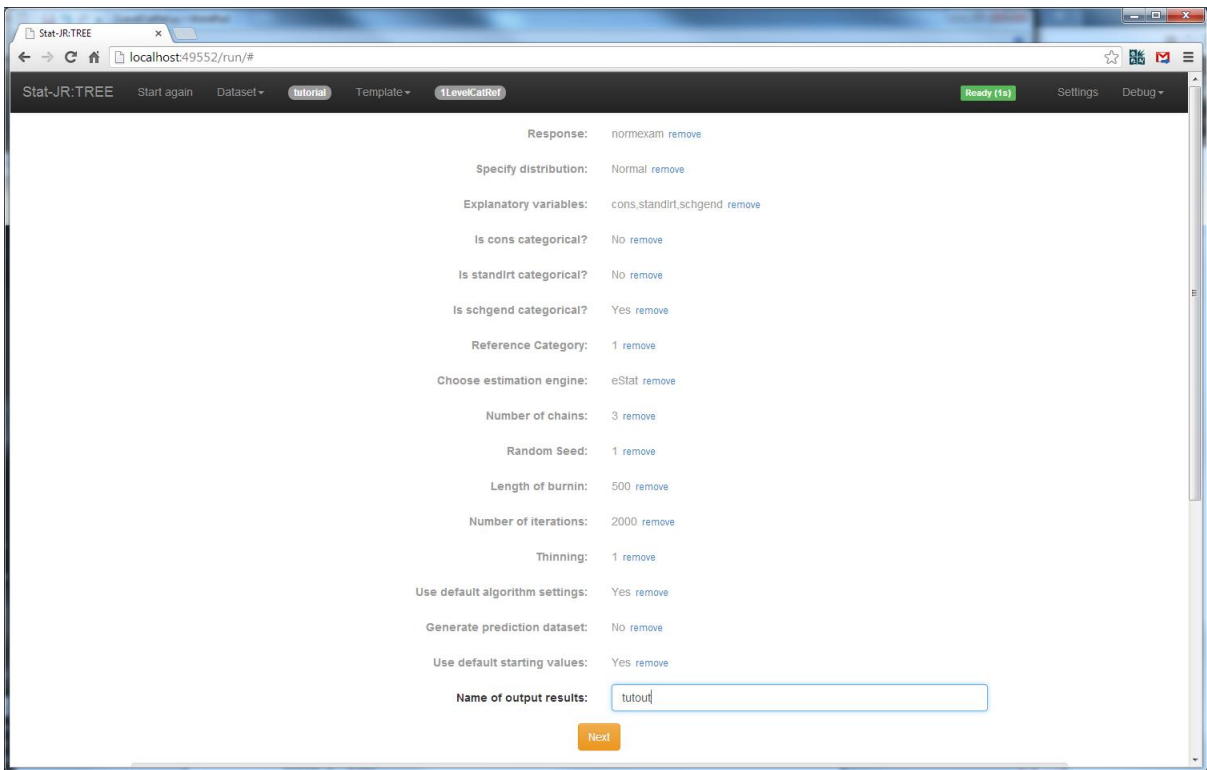 Stat-JR:TREE
localhost:49552/run/#
Stat-JR:TREE Start again Dataset tutorial Template 1LevelCatRef Ready (1s) Settings Debug
Response: normexam remove
Specify distribution: Normal remove
Explanatory variables: cons,standlrt,schgend remove
Is cons categorical? No remove
Is standlrt categorical? No remove
Is schgend categorical? Yes remove
Reference Category: 1 remove
Choose estimation engine: eStat remove
Number of chains: 3 remove
Random Seed: 1 remove
Length of burnin: 500 remove
Number of iterations: 2000 remove
Thinning: 1 remove
Use default algorithm settings: Yes remove
Generate prediction dataset: No remove
Use default starting values: Yes remove
Name of output results: tutout
Next